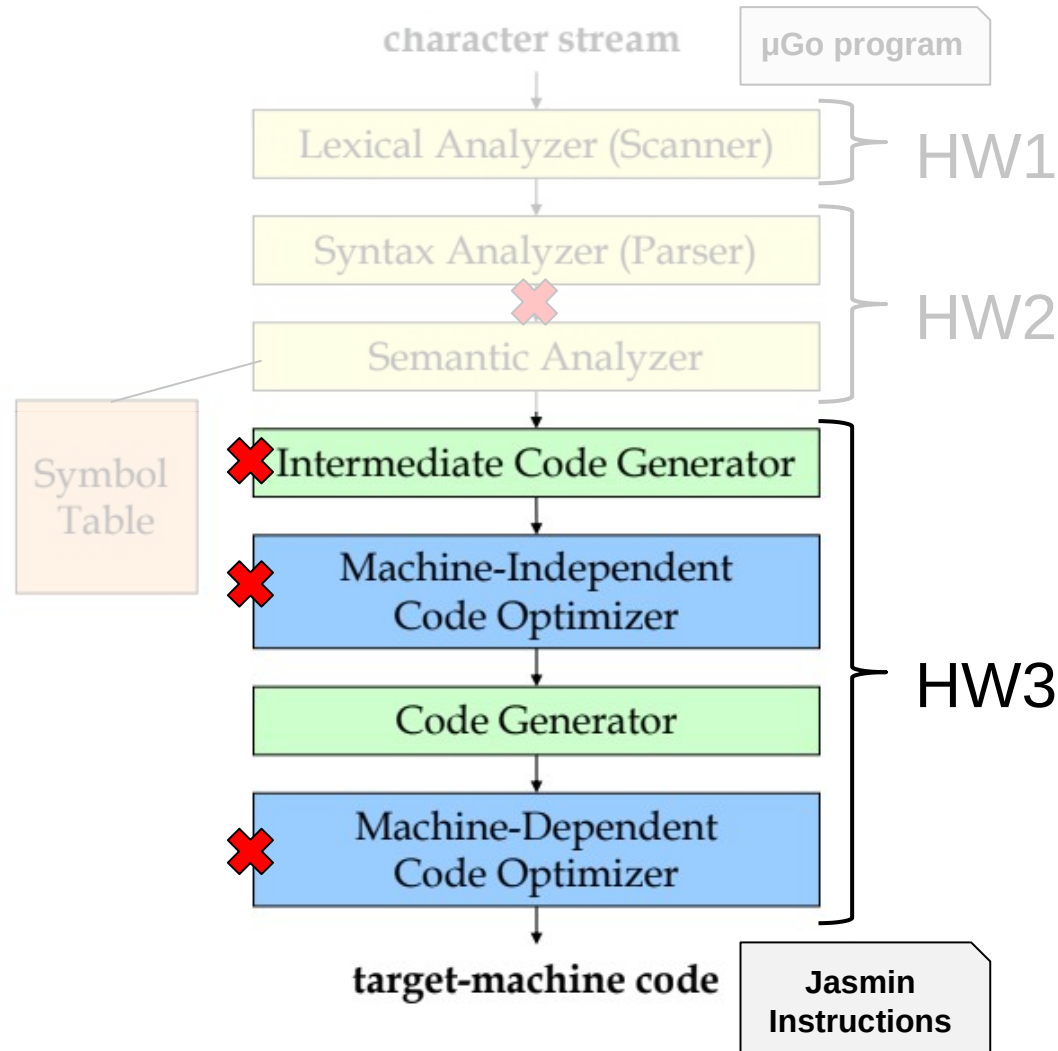 character stream
μGo program
Lexical Analyzer (Scanner)
HW1
Syntax Analyzer (Parser)
HW2
Semantic Analyzer
Symbol
Table
Intermediate Code Generator
Machine-Independent
Code Optimizer
HW3
Code Generator
Machine-Dependent
Code Optimizer
target-machine code
Jasmin
Instructions